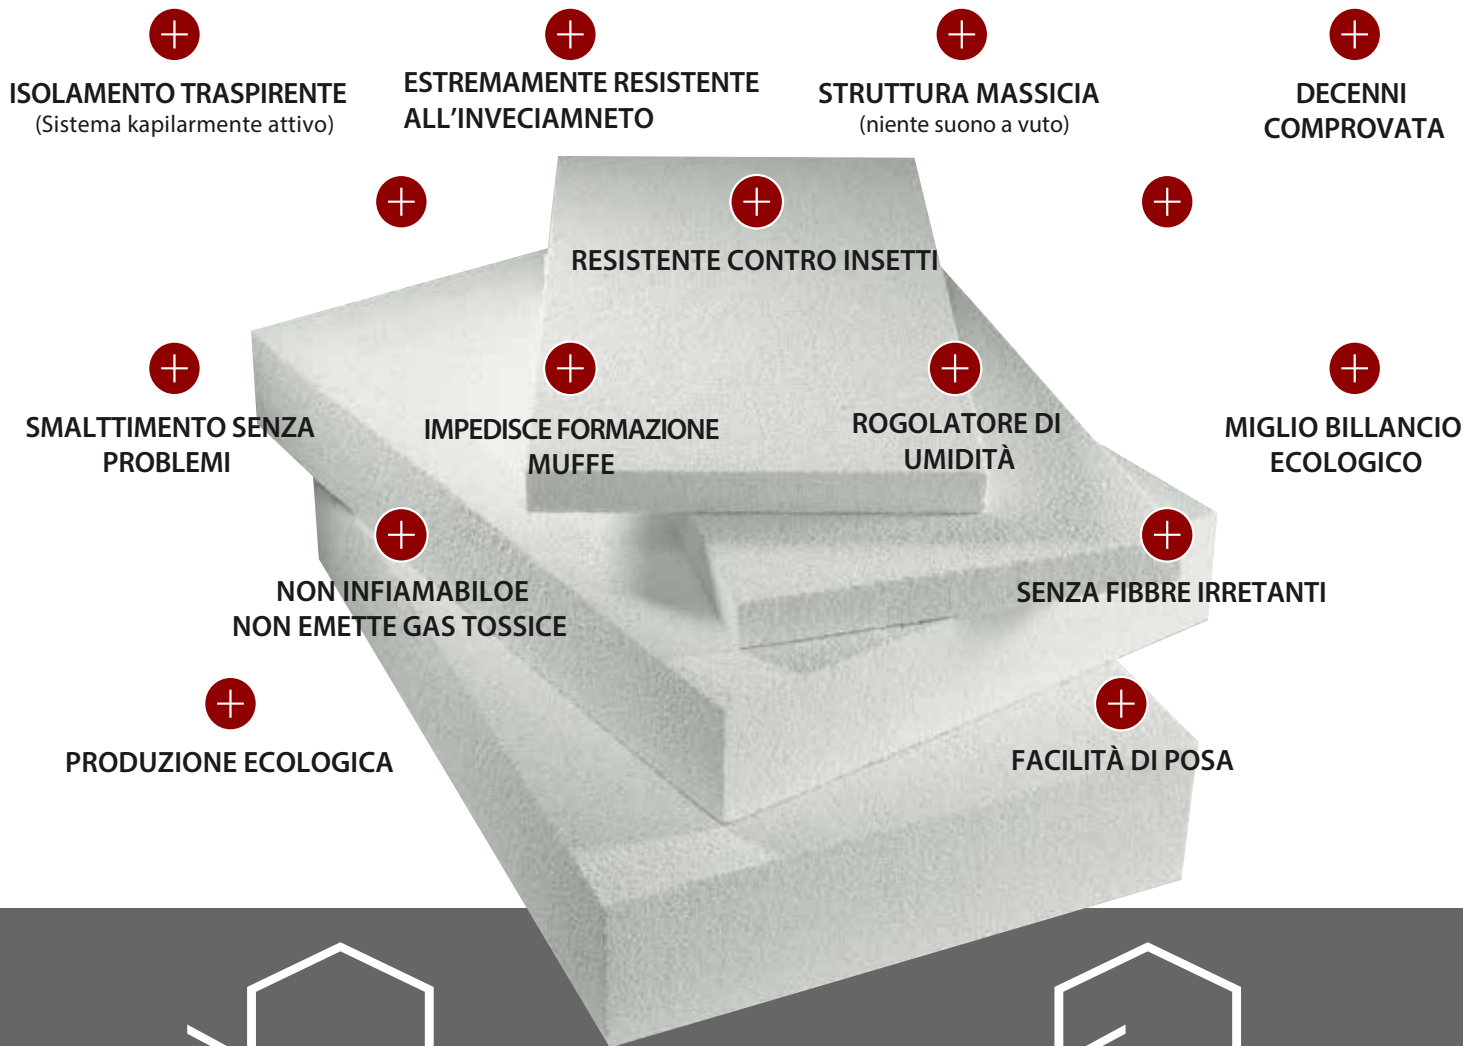 ISOLAMENTO TRASPIRENTE
(Sistema kapilarmente attivo)
ESTREMAMENTE RESISTENTE
ALL'INVECIAMNETO
STRUTTURA MASSICIA
(niente suono a vuto)
DECENNI
COMPROVATA
RESISTENTE CONTRO INSETTI
SMALTTIMENTO SENZA
PROBLEMI
IMPEDISCE FORMAZIONE
MUFFE
ROGOLATORE DI
UMIDITÀ
MIGLIO BILLANCIO
ECOLOGICO
NON INFIAMABILOE
NON EMETTE GAS TOSSICE
SENZA FIBBRE IRRETANTI
PRODUZIONE ECOLOGICA
FACILITÀ DI POSA